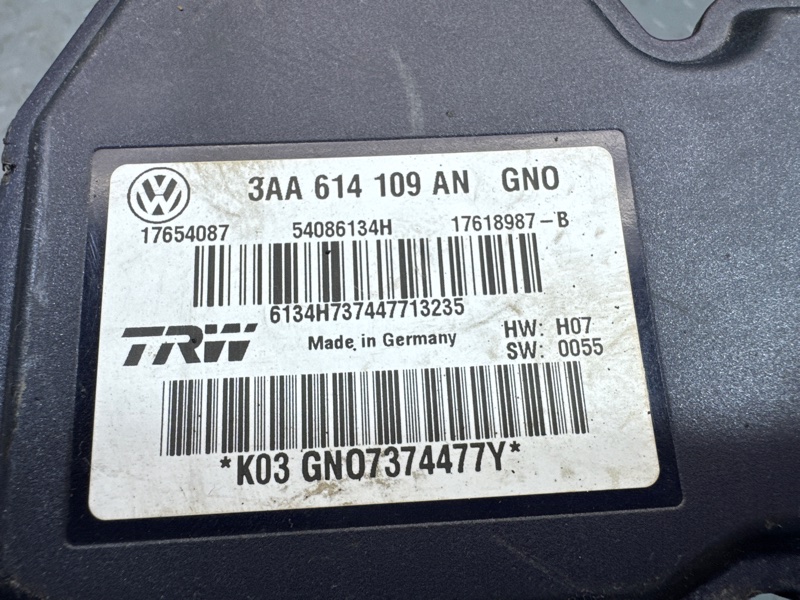 3AA 614 109 AN GNO
17654087 54086134H 17618987-B
6134H737447713235
TRW Made in Germany HW: H07
SW: 0055
*K03 GNO7374477Y*